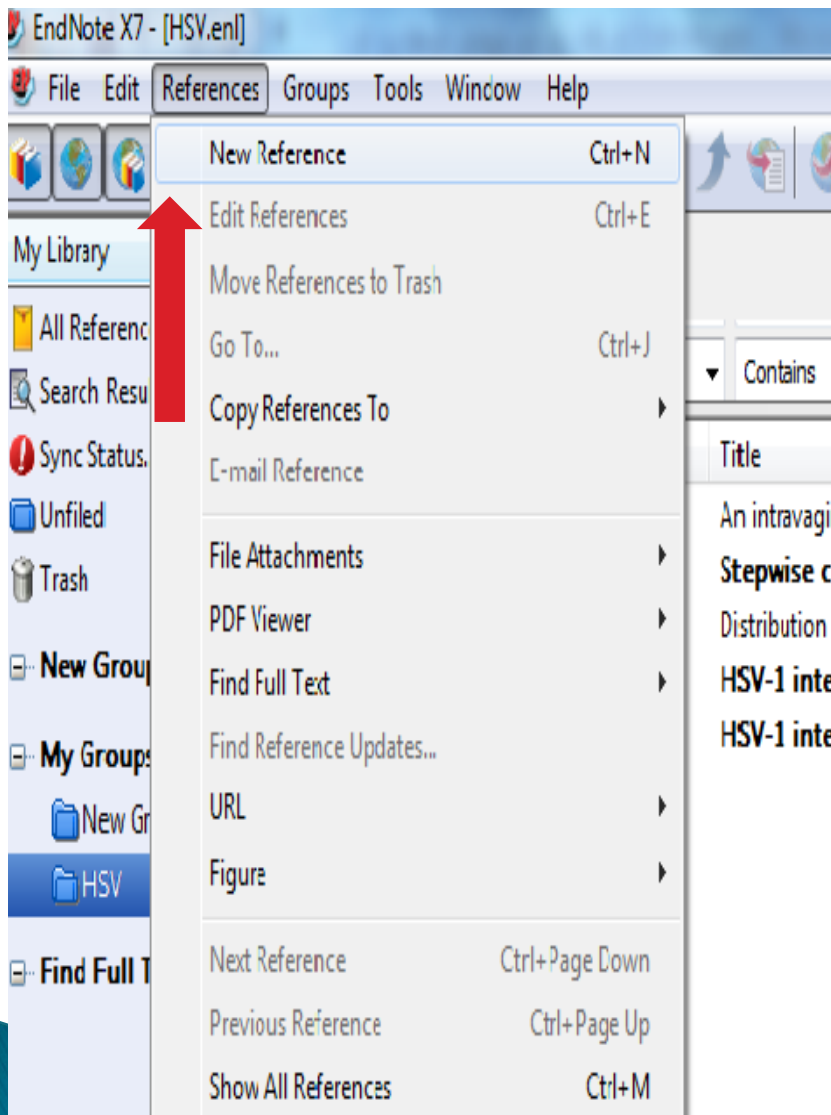 EndNote X7 - [HSV.enl]
File Edit References Groups Tools Window Help
New Reference Ctrl+N
Edit References Ctrl+E
Move References to Trash
Go To... Ctrl+J
Copy References To
E-mail Reference
File Attachments
PDF Viewer
Find Full Text
Find Reference Updates...
URL
Figure
Next Reference Ctrl+Page Down
Previous Reference Ctrl+Page Up
Show All References Ctrl+M
My Library
All Referenc
Search Resu
Sync Status.
Unfiled
Trash
New Group
My Groups
New Gr
HSV
Find Full T
Contains
Title
An intravagi
Stepwise c
Distribution
HSV-1 inte
HSV-1 inte